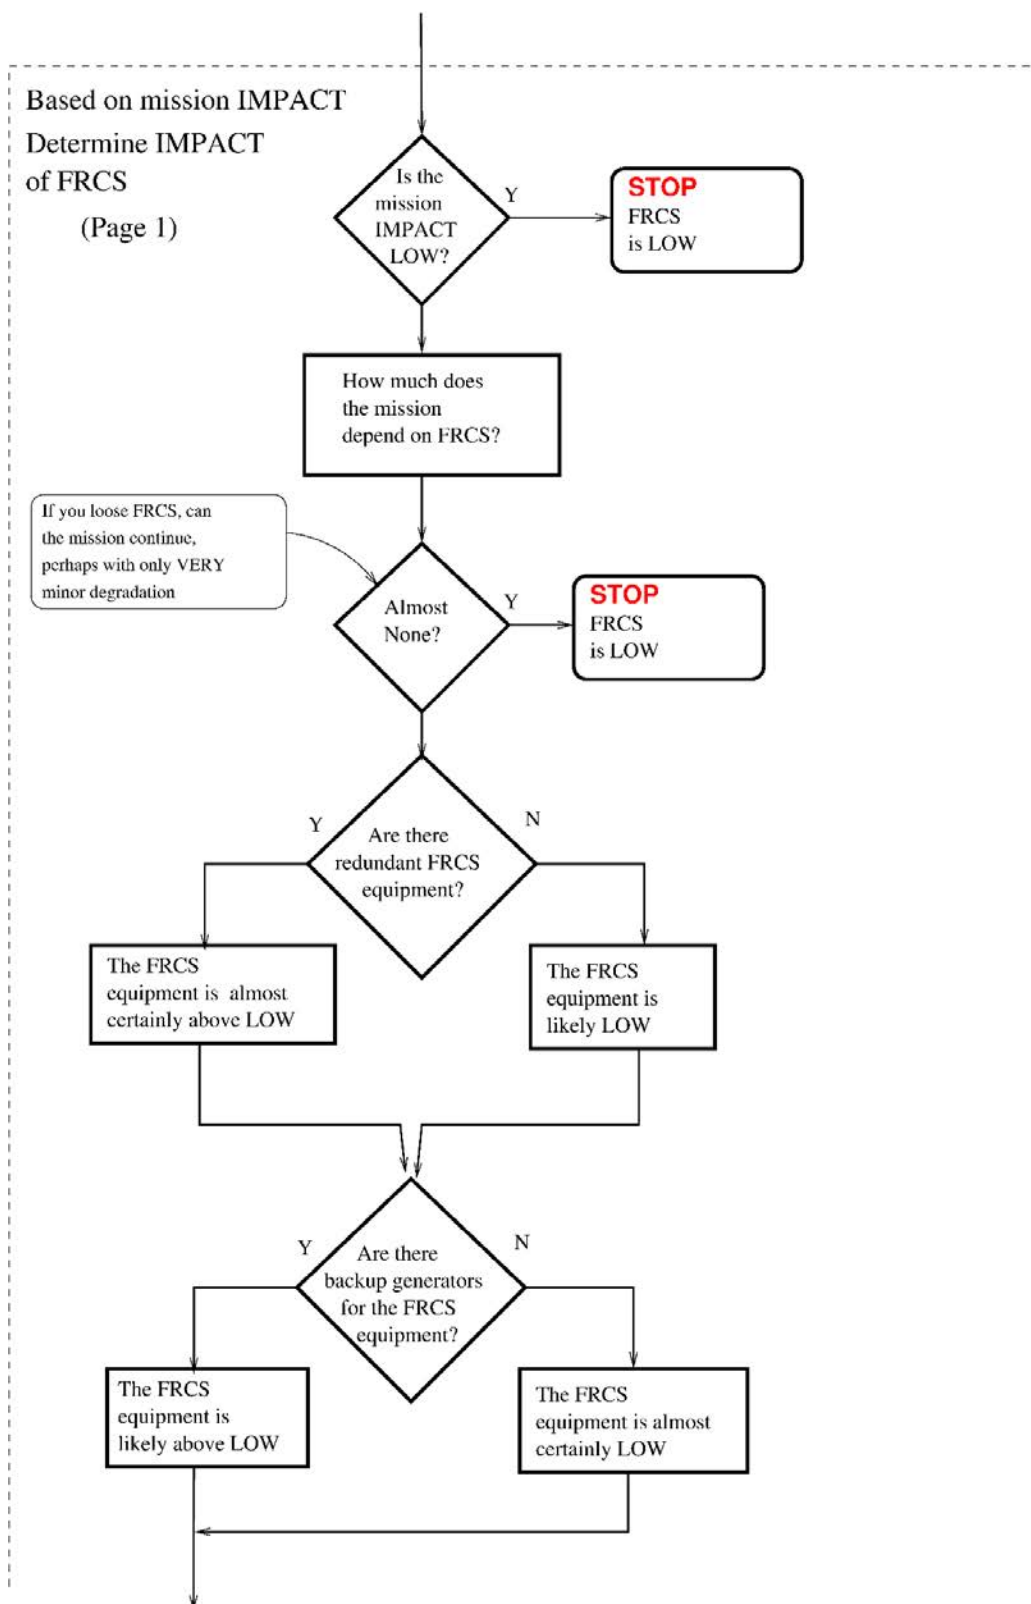 Based on mission IMPACT
Determine IMPACT
of FRCS
(Page 1)
Is the
mission
IMPACT
LOW?
Y
STOP
FRCS
is LOW
How much does
the mission
depend on FRCS?
If you loose FRCS, can
the mission continue,
perhaps with only VERY
minor degradation
Almost
None?
Y
STOP
FRCS
is LOW
Y
Are there
redundant FRCS
equipment?
N
The FRCS
equipment is almost
certainly above LOW
The FRCS
equipment is
likely LOW
Y
Are there
backup generators
for the FRCS
equipment?
N
The FRCS
equipment is
likely above LOW
The FRCS
equipment is almost
certainly LOW